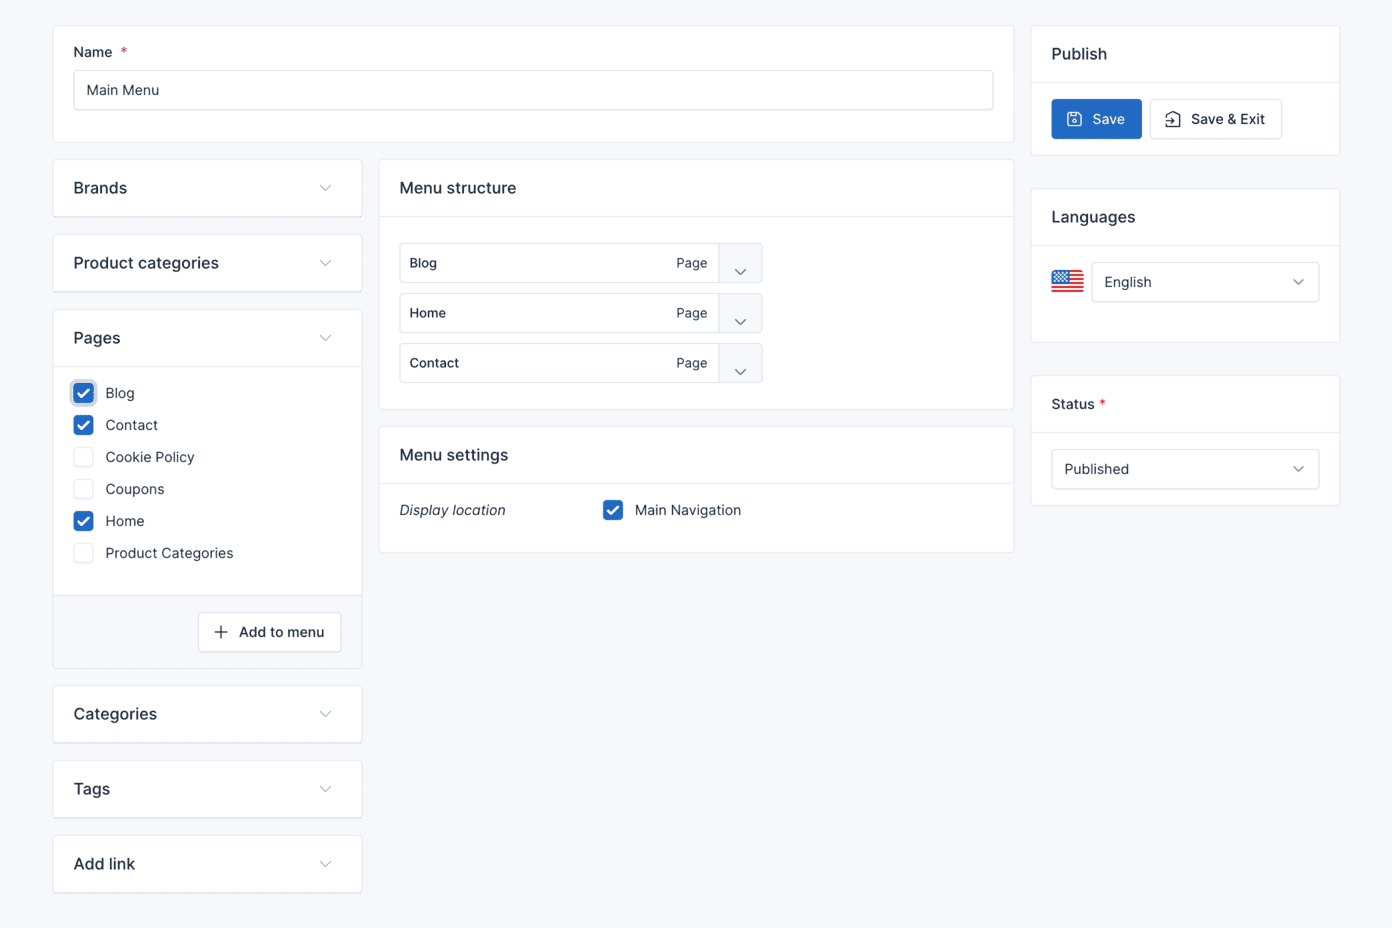 Name *
Main Menu
Publish
Save
Save & Exit
Brands
Product categories
Pages
Blog
Contact
Cookie Policy
Coupons
Home
Product Categories
Add to menu
Categories
Tags
Add link
Menu structure
Blog Page
Home Page
Contact Page
Menu settings
Display location Main Navigation
Languages
English
Status *
Published